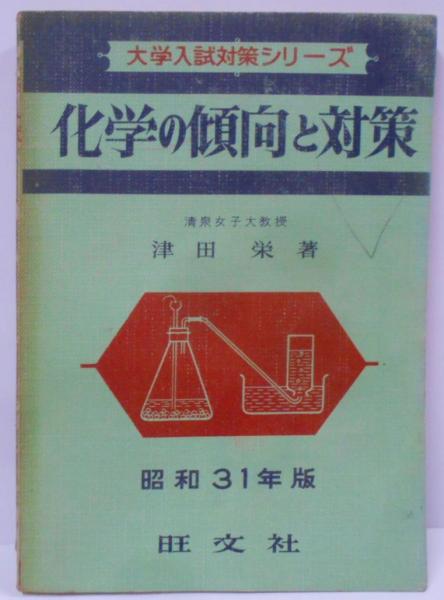 大学入試対策シリーズ
化学の傾向と対策
清泉女子大教授
津田栄著
昭和31年版
旺文社